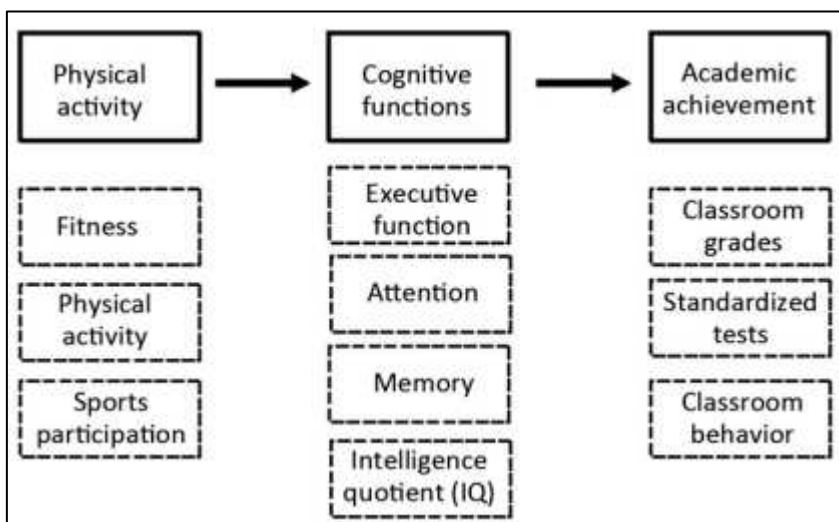 Physical
activity
Cognitive
functions
Academic
achievement
Fitness
Physical
activity
Sports
participation
Executive
function
Attention
Memory
Intelligence
quotient (IQ)
Classroom
grades
Standardized
tests
Classroom
behavior